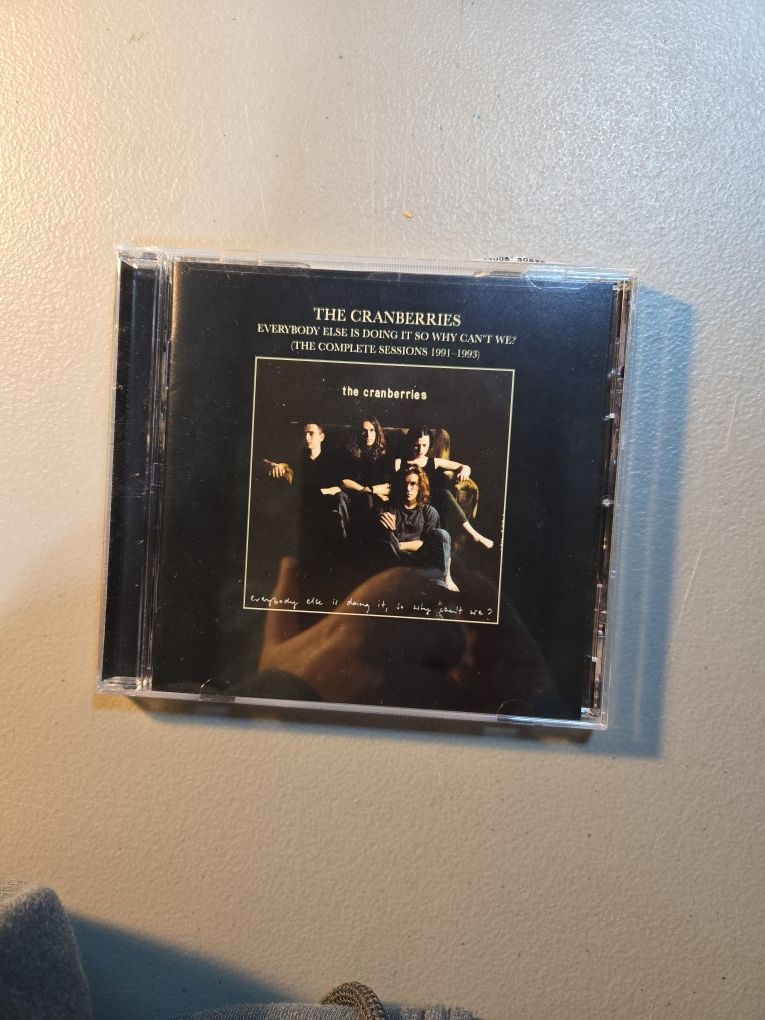 THE CRANBERRIES
EVERYBODY ELSE IS DOING IT SO WHY CAN'T WE?
(THE COMPLETE SESSIONS 1991–1993)
the cranberries
everybody else is doing it, so why can't we?